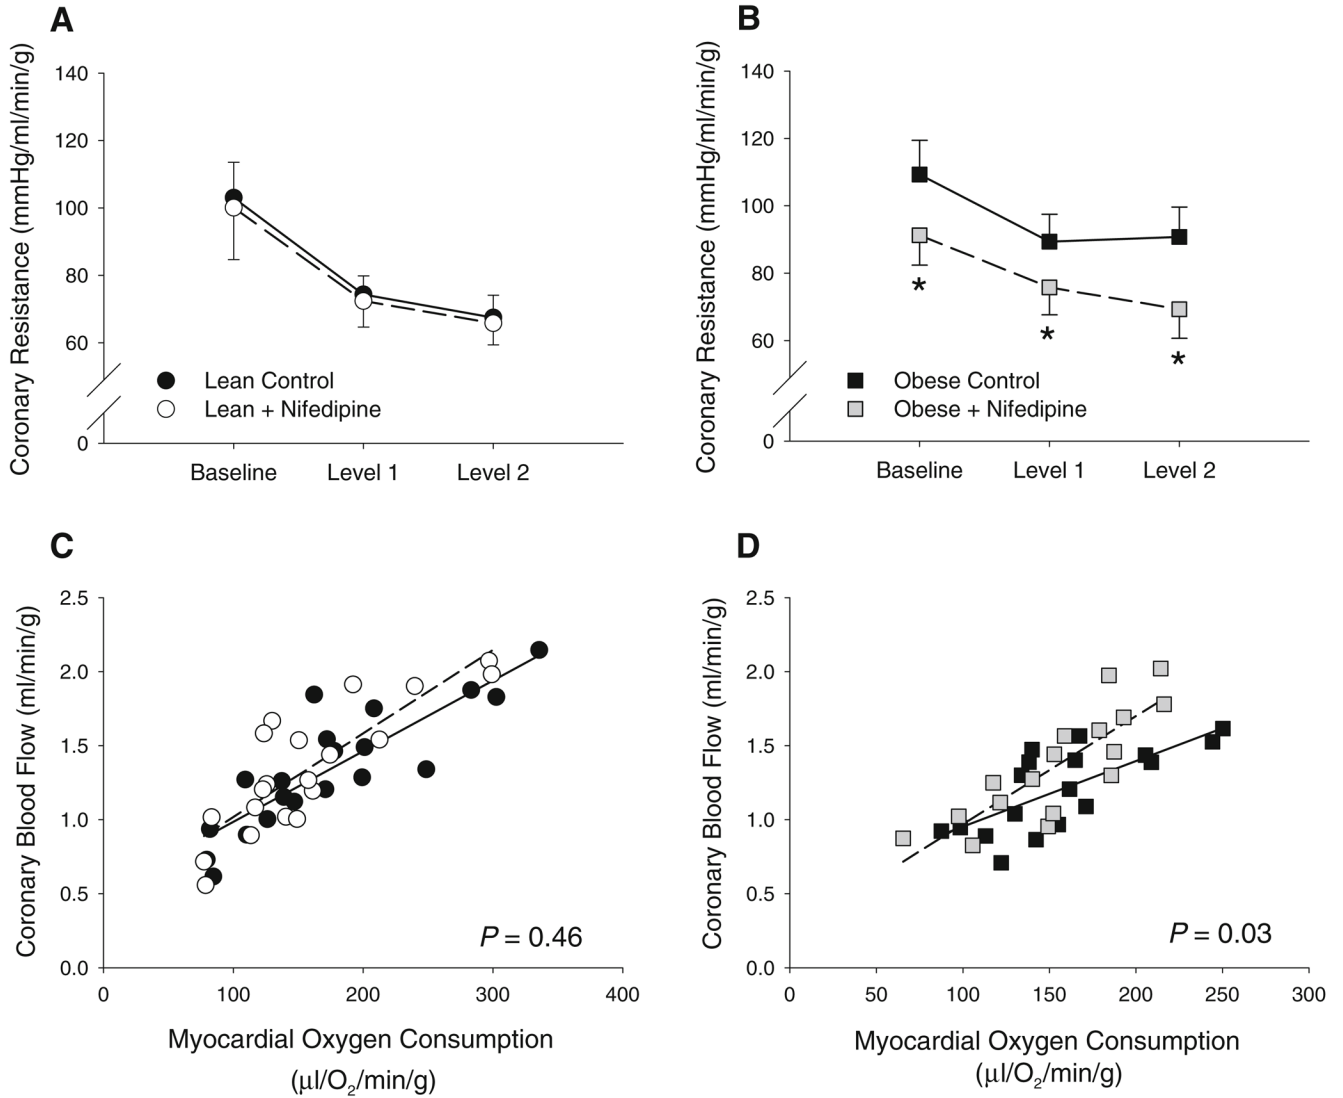 A
Coronary Resistance (mmHg/ml/min/g)
140
120
100
80
60
0
Lean Control
Lean + Nifedipine
Baseline Level 1 Level 2
B
Coronary Resistance (mmHg/ml/min/g)
140
120
100
80
60
0
*
*
*
Obese Control
Obese + Nifedipine
Baseline Level 1 Level 2
C
Coronary Blood Flow (ml/min/g)
2.5
2.0
1.5
1.0
0.5
0.0
P = 0.46
0 100 200 300 400
Myocardial Oxygen Consumption
(μl/O₂/min/g)
D
Coronary Blood Flow (ml/min/g)
2.5
2.0
1.5
1.0
0.5
0.0
P = 0.03
0 50 100 150 200 250 300
Myocardial Oxygen Consumption
(μl/O₂/min/g)